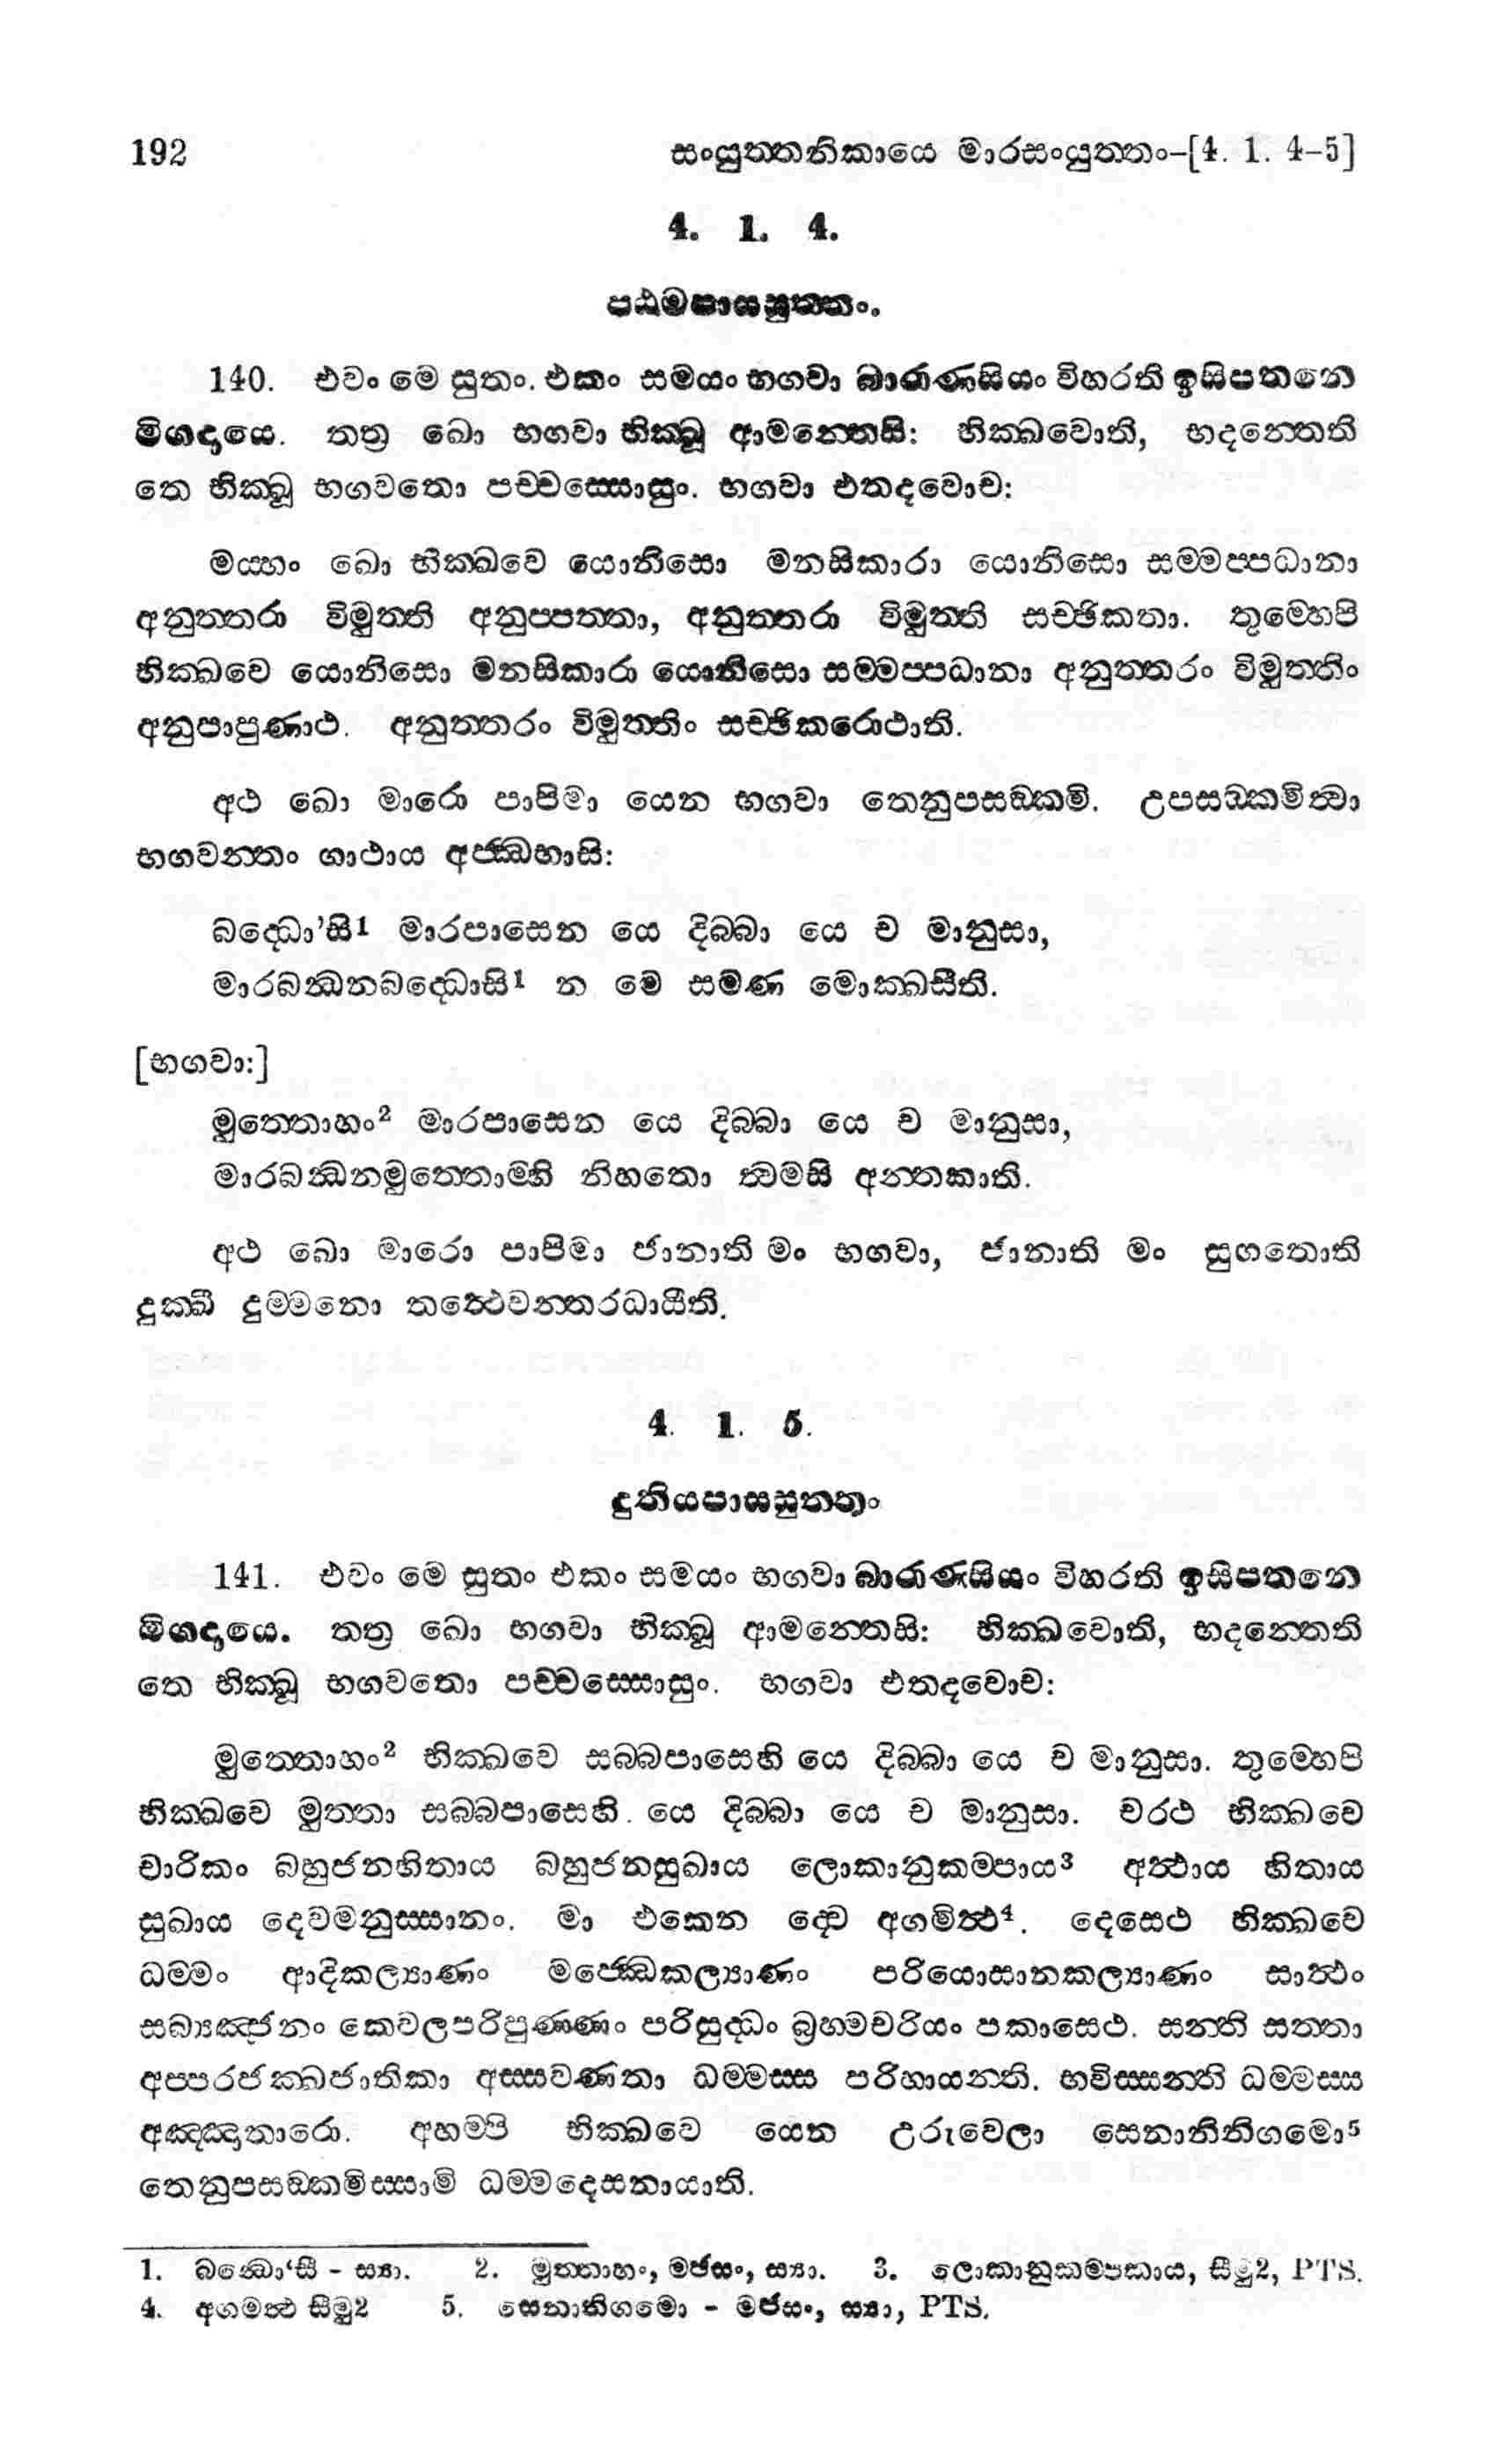 192 සංයුත්තනිකායෙ මාරසංයුත්තං-[4. 1. 4-5]
4. 1. 4.
පඨමපාසසුත්තං.
140. එවං මෙ සුතං. එකං සමයං භගවා බාරාණසියං විහරති ඉසිපතනෙ
මිගදායෙ. තත්‍ර ඛො භගවා භික්ඛූ ආමන්තෙසි: භික්ඛවොති, භදන්තෙති
තෙ භික්ඛූ භගවතො පච්චස්සොසුං. භගවා එතදවොච:
මය්හං ඛො භික්ඛවෙ යොනිසො මනසිකාරා යොනිසො සම්මප්පධානා
අනුත්තරා විමුත්ති අනුප්පත්තා, අනුත්තරා විමුත්ති සච්ඡිකතා. තුම්හෙපි
භික්ඛවෙ යොනිසො මනසිකාරා යොනිසො සම්මප්පධානා අනුත්තරං විමුත්තිං
අනුපාපුණාථ. අනුත්තරං විමුත්තිං සච්ඡිකරොථාති.
අථ ඛො මාරො පාපිමා යෙන භගවා තෙනුපසඞ්කමි. උපසඞ්කමිත්‍වා
භගවන්තං ගාථාය අජ්ඣභාසි:
බද්ධො'සි1 මාරපාසෙන යෙ දිබ්බා යෙ ච මානුසා,
මාරබන්‍ධනබද්ධොසි1 න මෙ සමණ මොක්ඛසීති.
[භගවා:]
මුත්තොහං2 මාරපාසෙන යෙ දිබ්බා යෙ ච මානුසා,
මාරබන්‍ධනමුත්තොම්හි නිහතො ත්‍වමසි අන්තකාති.
අථ ඛො මාරො පාපිමා ජානාති මං භගවා, ජානාති මං සුගතොති
දුක්ඛී දුම්මනො තත්‍ථෙවන්තරධායීති.
4. 1. 5.
දුතියපාසසුත්තං
141. එවං මෙ සුතං එකං සමයං භගවා බාරාණසියං විහරති ඉසිපතනෙ
මිගදායෙ. තත්‍ර ඛො භගවා භික්ඛූ ආමන්තෙසි: භික්ඛවොති, භදන්තෙති
තෙ භික්ඛූ භගවතො පච්චස්සොසුං. භගවා එතදවොච:
මුත්තොහං2 භික්ඛවෙ සබ්බපාසෙහි යෙ දිබ්බා යෙ ච මානුසා. තුම්හෙපි
භික්ඛවෙ මුත්තා සබ්බපාසෙහි. යෙ දිබ්බා යෙ ච මානුසා. චරථ භික්ඛවෙ
චාරිකං බහුජනහිතාය බහුජනසුඛාය ලොකානුකම්පාය3 අත්‍ථාය හිතාය
සුඛාය දෙවමනුස්සානං. මා එකෙන ද්වෙ අගමිත්‍ථ4. දෙසෙථ භික්ඛවෙ
ධම්මං ආදිකල්‍යාණං මජ්ඣෙකල්‍යාණං පරියොසානකල්‍යාණං සාත්‍ථං
සබ්‍යඤ්ජනං කෙවලපරිපුණ්ණං පරිසුද්ධං බ්‍රහ්මචරියං පකාසෙථ. සන්ති සත්තා
අප්පරජක්ඛජාතිකා අස්සවණතා ධම්මස්ස පරිහායන්ති. භවිස්සන්ති ධම්මස්ස
අඤ්ඤාතාරො. අහම්පි භික්ඛවෙ යෙන උරුවෙලා සෙනානිනිගමො5
තෙනුපසඞ්කමිස්සාමි ධම්මදෙසනායාති.
1. බන්‍ධො‘සි - ස්‍යා. 2. මුත්තාහං, මජසං, ස්‍යා. 3. ලොකානුකම්පකාය, සීමු2, PTS.
4. අගමත්‍ථ සීමු2 5. සෙනානිගමො - මජසං, ස්‍යා, PTS.